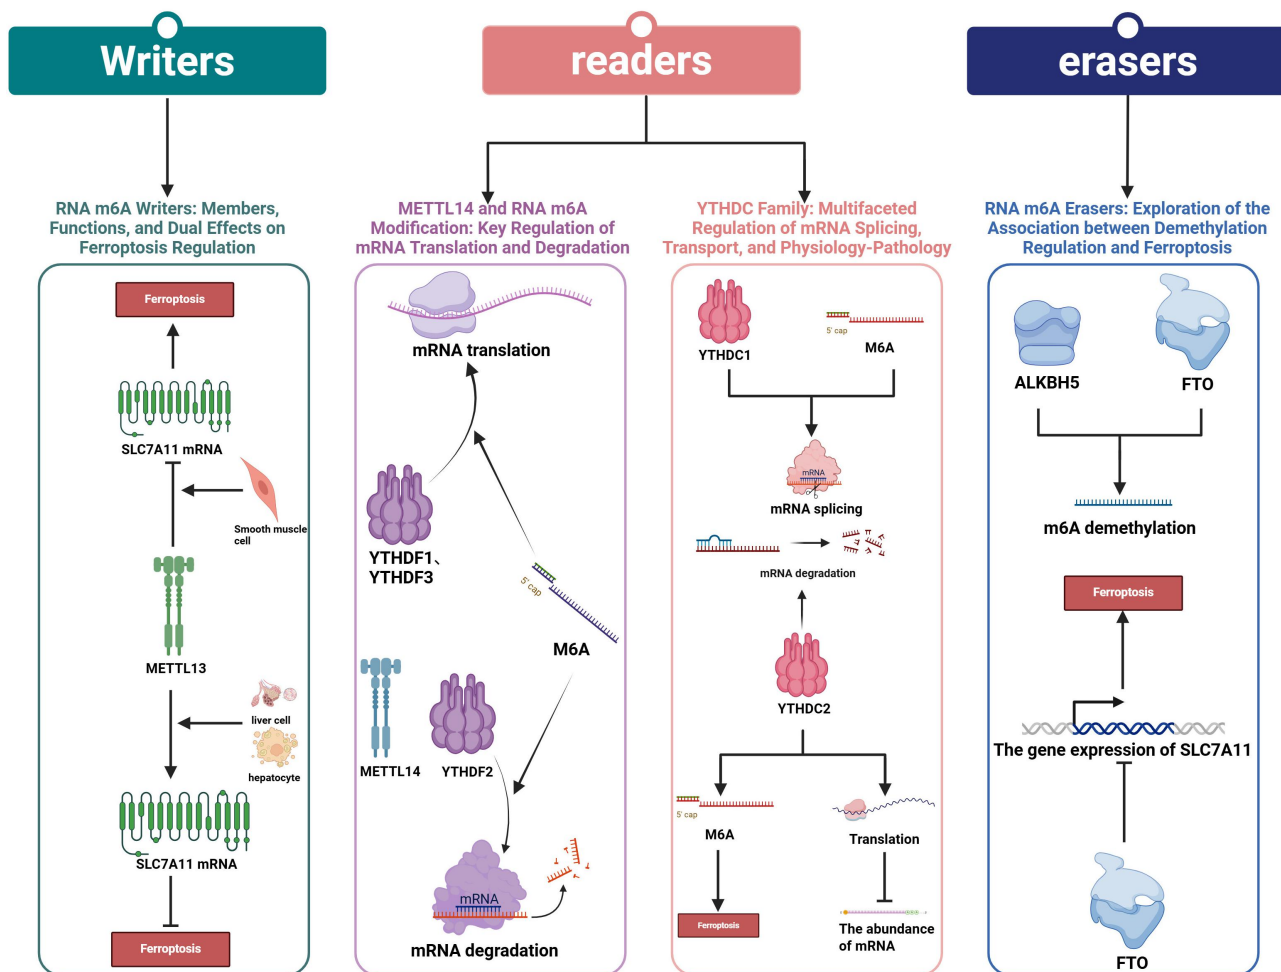 Writers
readers
erasers
RNA m6A Writers: Members,
Functions, and Dual Effects on
Ferroptosis Regulation
Ferroptosis
SLC7A11 mRNA
Smooth muscle
cell
METTL13
liver cell
hepatocyte
SLC7A11 mRNA
Ferroptosis
METTL14 and RNA m6A
Modification: Key Regulation of
mRNA Translation and Degradation
mRNA translation
YTHDF1、
YTHDF3
5' cap
M6A
METTL14
YTHDF2
mRNA
mRNA degradation
YTHDC Family: Multifaceted
Regulation of mRNA Splicing,
Transport, and Physiology-Pathology
YTHDC1
5' cap
M6A
mRNA
mRNA splicing
mRNA degradation
YTHDC2
5' cap
M6A
Translation
Ferroptosis
The abundance
of mRNA
RNA m6A Erasers: Exploration of the
Association between Demethylation
Regulation and Ferroptosis
ALKBH5
FTO
m6A demethylation
Ferroptosis
The gene expression of SLC7A11
FTO